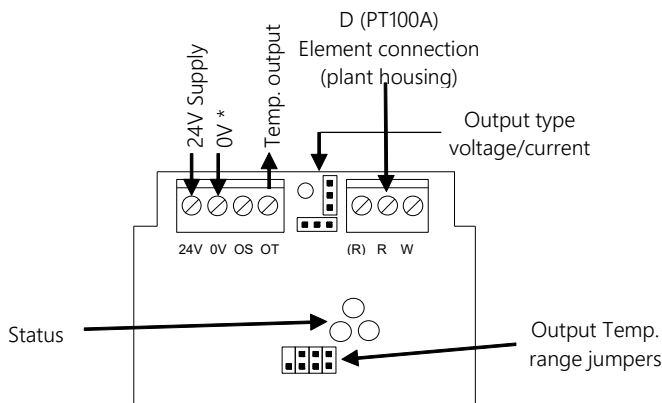 D (PT100A)
Element connection
(plant housing)
24V Supply
0V *
Temp. output
Output type
voltage/current
24V 0V OS OT
(R) R W
Status
Output Temp.
range jumpers